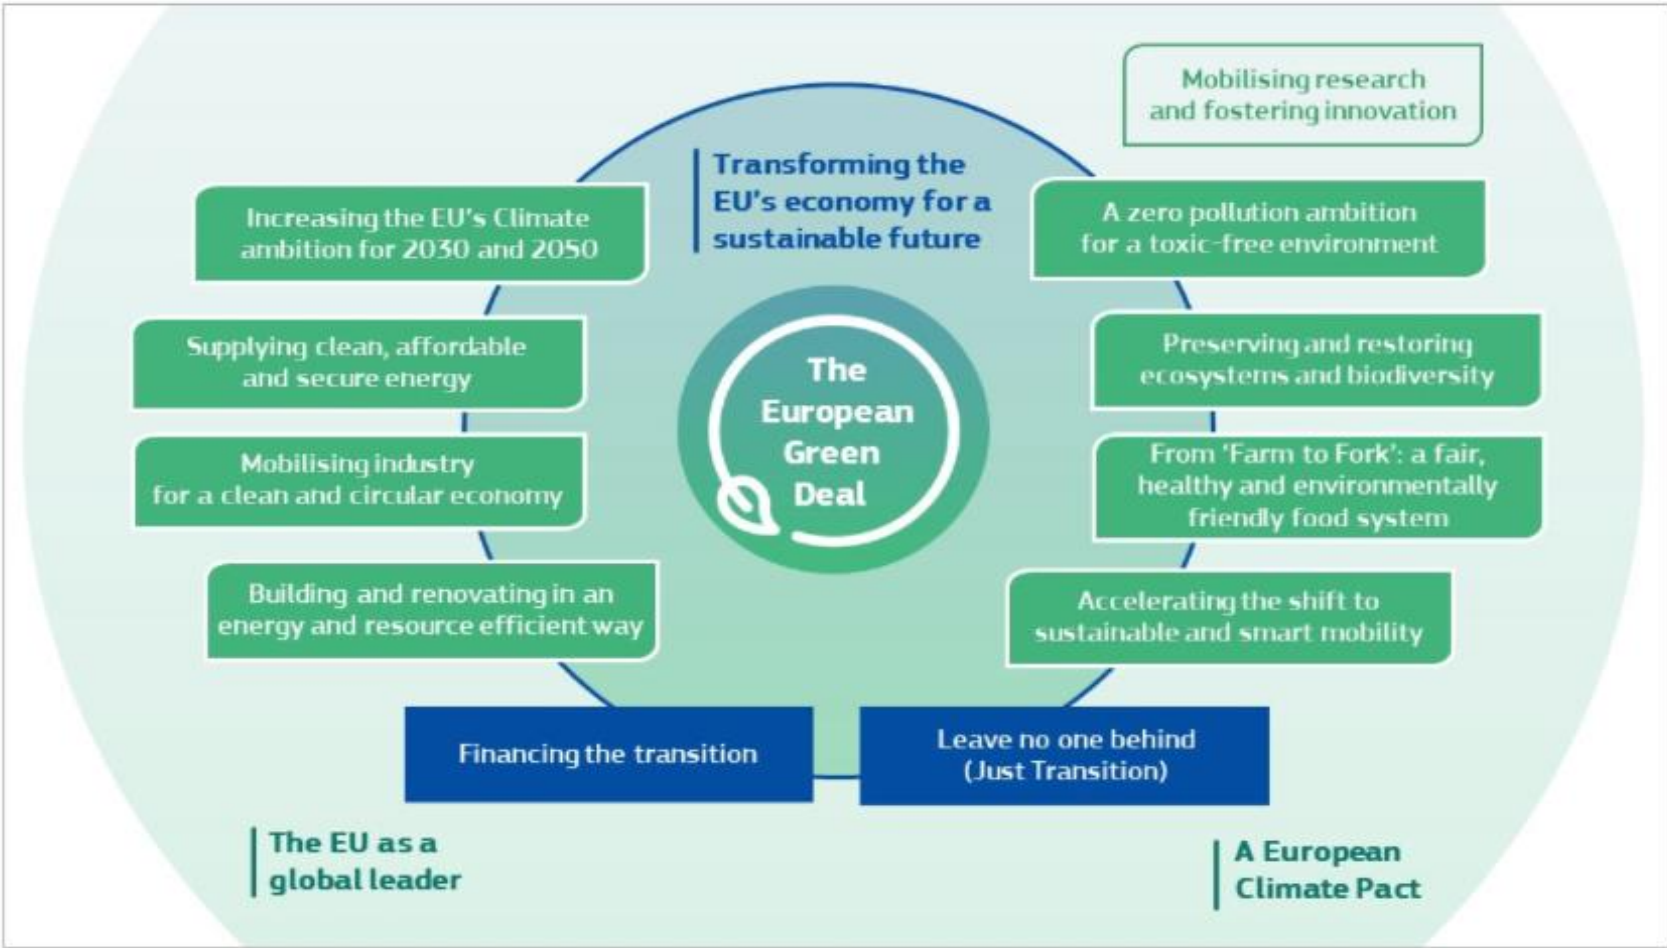 Mobilising research
and fostering innovation
Transforming the
EU's economy for a
sustainable future
Increasing the EU's Climate
ambition for 2030 and 2050
A zero pollution ambition
for a toxic-free environment
Supplying clean, affordable
and secure energy
Preserving and restoring
ecosystems and biodiversity
The
European
Green
Deal
Mobilising industry
for a clean and circular economy
From 'Farm to Fork': a fair,
healthy and environmentally
friendly food system
Building and renovating in an
energy and resource efficient way
Accelerating the shift to
sustainable and smart mobility
Financing the transition
Leave no one behind
(Just Transition)
The EU as a
global leader
A European
Climate Pact